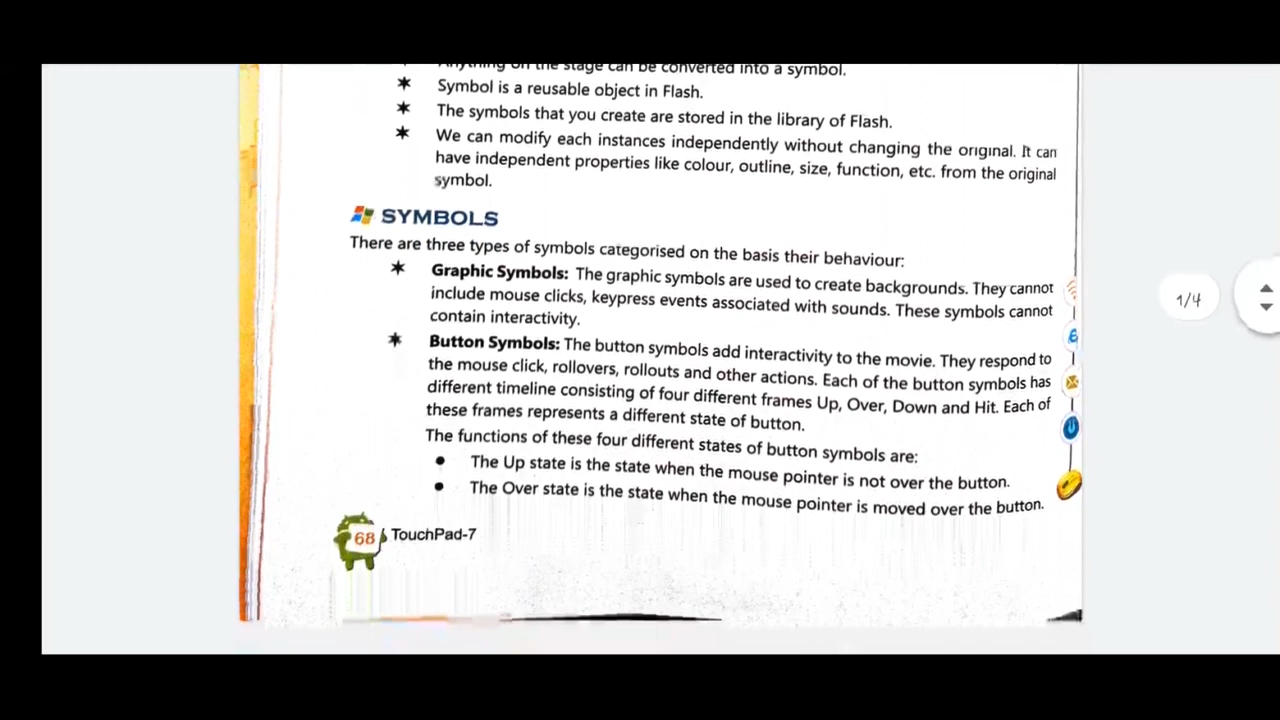 Anything on the stage can be converted into a symbol.
✶ Symbol is a reusable object in Flash.
✶ The symbols that you create are stored in the library of Flash.
✶ We can modify each instances independently without changing the original. It can
have independent properties like colour, outline, size, function, etc. from the original
symbol.
SYMBOLS
There are three types of symbols categorised on the basis their behaviour:
✶ Graphic Symbols: The graphic symbols are used to create backgrounds. They cannot
include mouse clicks, keypress events associated with sounds. These symbols cannot
contain interactivity.
✶ Button Symbols: The button symbols add interactivity to the movie. They respond to
the mouse click, rollovers, rollouts and other actions. Each of the button symbols has
different timeline consisting of four different frames Up, Over, Down and Hit. Each of
these frames represents a different state of button.
The functions of these four different states of button symbols are:
• The Up state is the state when the mouse pointer is not over the button.
• The Over state is the state when the mouse pointer is moved over the button.
68 TouchPad-7
1/4